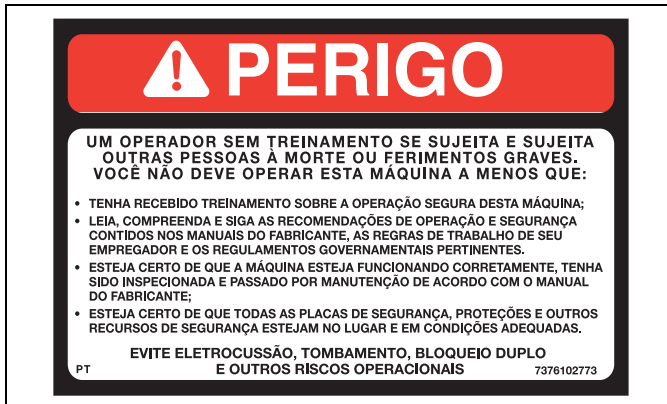 PERIGO
UM OPERADOR SEM TREINAMENTO SE SUJEITA E SUJEITA
OUTRAS PESSOAS À MORTE OU FERIMENTOS GRAVES.
VOCÊ NÃO DEVE OPERAR ESTA MÁQUINA A MENOS QUE:
• TENHA RECEBIDO TREINAMENTO SOBRE A OPERAÇÃO SEGURA DESTA MÁQUINA;
• LEIA, COMPREENDA E SIGA AS RECOMENDAÇÕES DE OPERAÇÃO E SEGURANÇA
CONTIDOS NOS MANUAIS DO FABRICANTE, AS REGRAS DE TRABALHO DE SEU
EMPREGADOR E OS REGULAMENTOS GOVERNAMENTAIS PERTINENTES.
• ESTEJA CERTO DE QUE A MÁQUINA ESTEJA FUNCIONANDO CORRETAMENTE, TENHA
SIDO INSPECIONADA E PASSADO POR MANUTENÇÃO DE ACORDO COM O MANUAL
DO FABRICANTE;
• ESTEJA CERTO DE QUE TODAS AS PLACAS DE SEGURANÇA, PROTEÇÕES E OUTROS
RECURSOS DE SEGURANÇA ESTEJAM NO LUGAR E EM CONDIÇÕES ADEQUADAS.
EVITE ELETROCUSSÃO, TOMBAMENTO, BLOQUEIO DUPLO
PT E OUTROS RISCOS OPERACIONAIS 7376102773